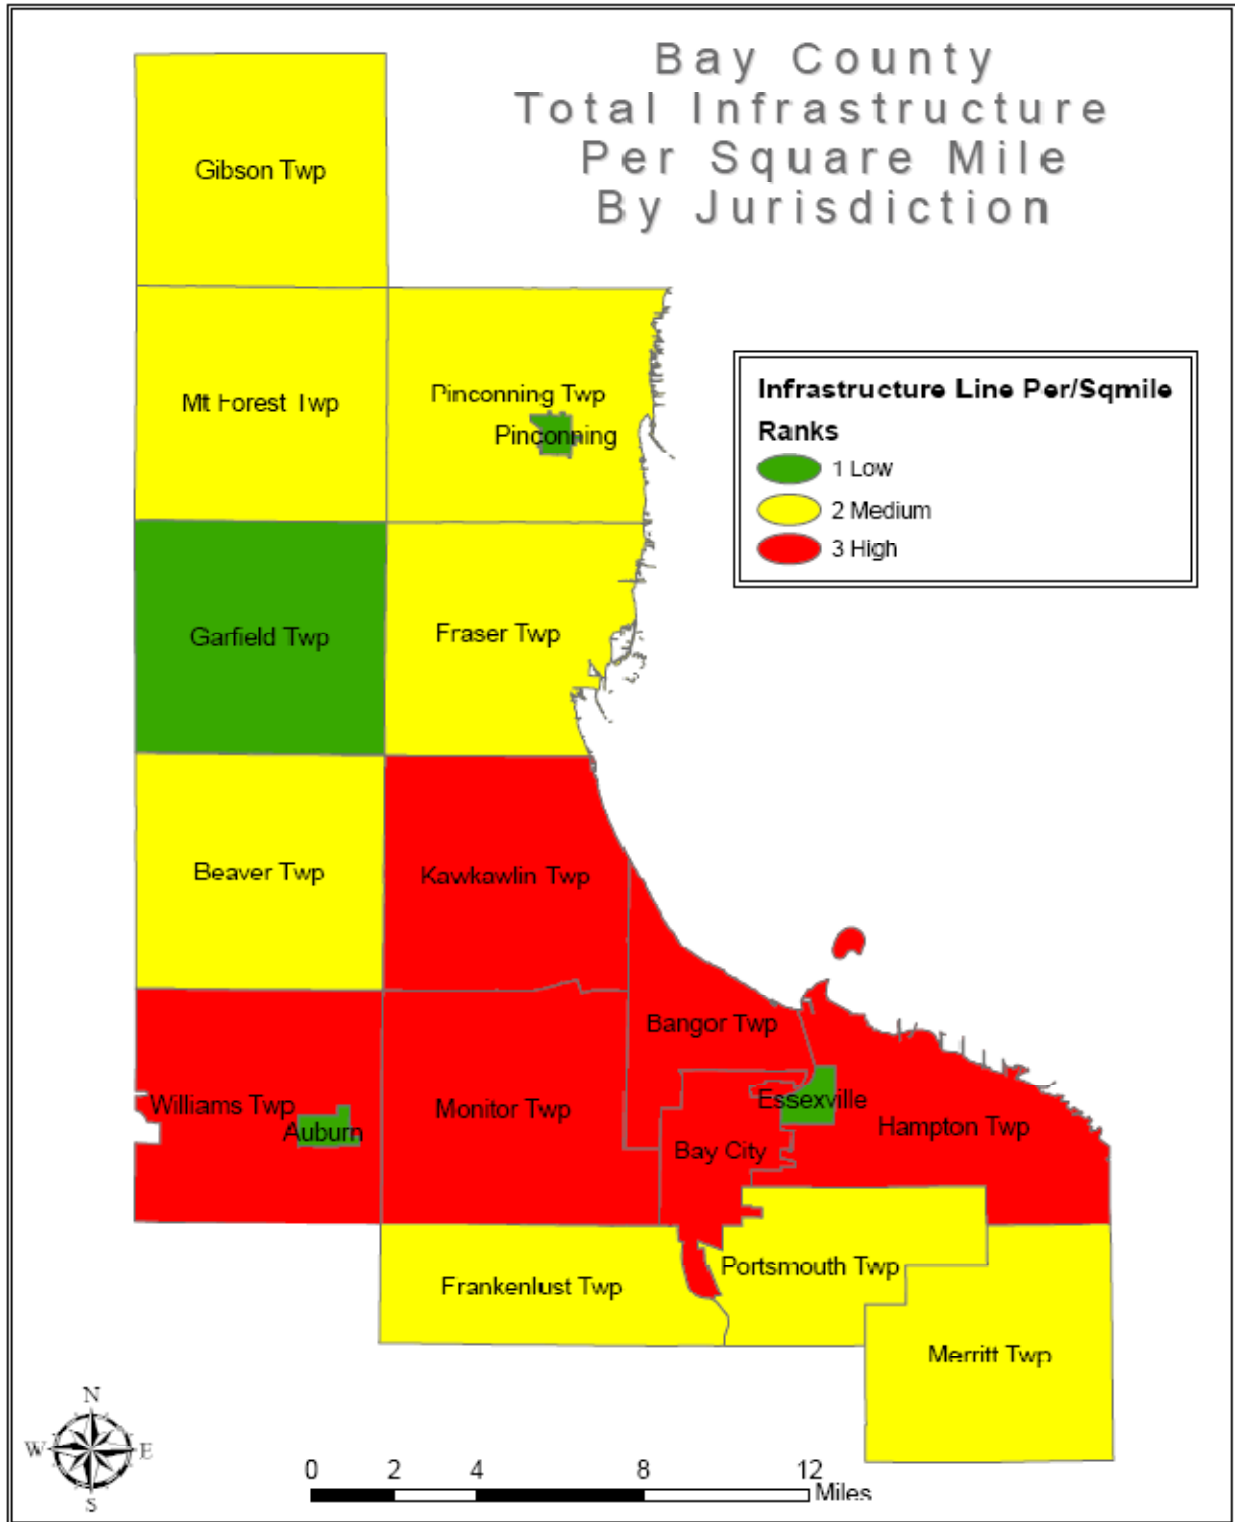 Bay County
Total Infrastructure
Per Square Mile
By Jurisdiction
Gibson Twp
Mt Forest Twp
Pinconning Twp
Pinconning
Infrastructure Line Per/Sqmile
Ranks
1 Low
2 Medium
3 High
Garfield Twp
Fraser Twp
Beaver Twp
Kawkawlin Twp
Bangor Twp
Williams Twp
Auburn
Monitor Twp
Essexville
Bay City
Hampton Twp
Portsmouth Twp
Frankenlust Twp
Merritt Twp
N
W E
S
0 2 4 8 12
Miles